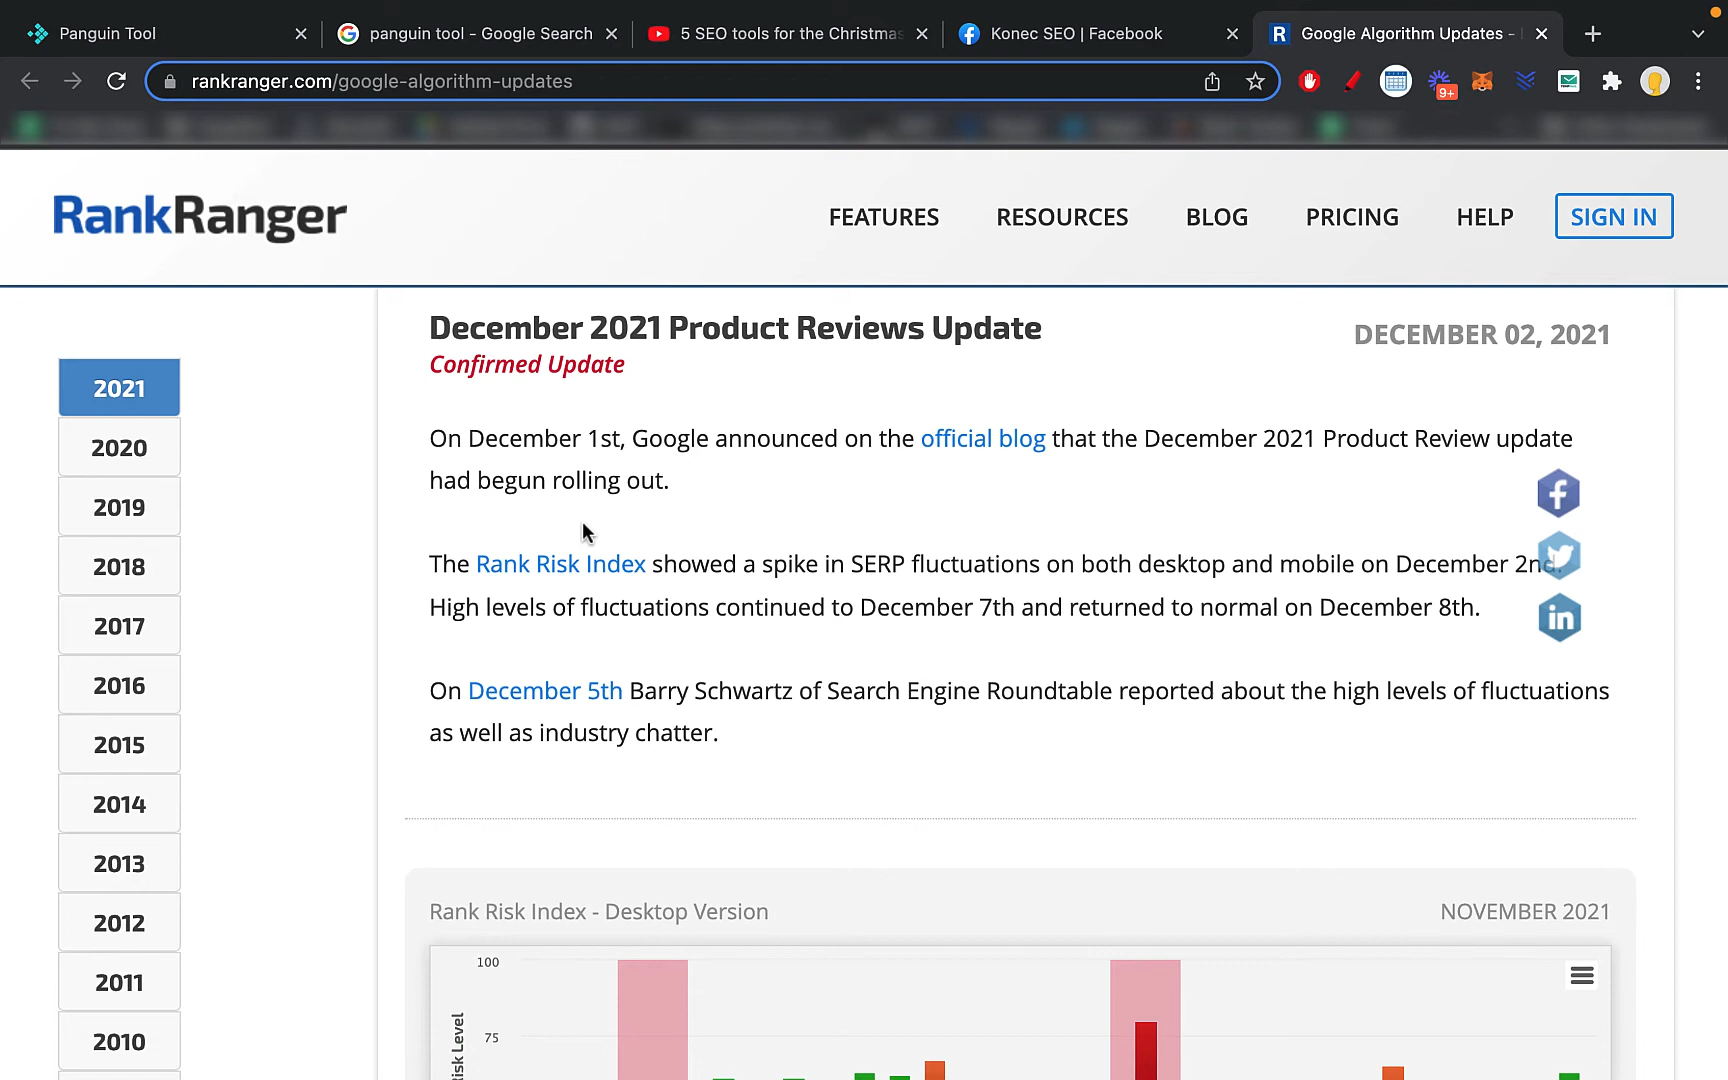 Panguin Tool
panguin tool - Google Search
5 SEO tools for the Christmas
Konec SEO | Facebook
Google Algorithm Updates -
rankranger.com/google-algorithm-updates
9+
RankRanger
FEATURES
RESOURCES
BLOG
PRICING
HELP
SIGN IN
December 2021 Product Reviews Update
DECEMBER 02, 2021
Confirmed Update
On December 1st, Google announced on the official blog that the December 2021 Product Review update
had begun rolling out.
The Rank Risk Index showed a spike in SERP fluctuations on both desktop and mobile on December 2nd.
High levels of fluctuations continued to December 7th and returned to normal on December 8th.
On December 5th Barry Schwartz of Search Engine Roundtable reported about the high levels of fluctuations
as well as industry chatter.
2021
2020
2019
2018
2017
2016
2015
2014
2013
2012
2011
2010
Rank Risk Index - Desktop Version
NOVEMBER 2021
100
75
Risk Level